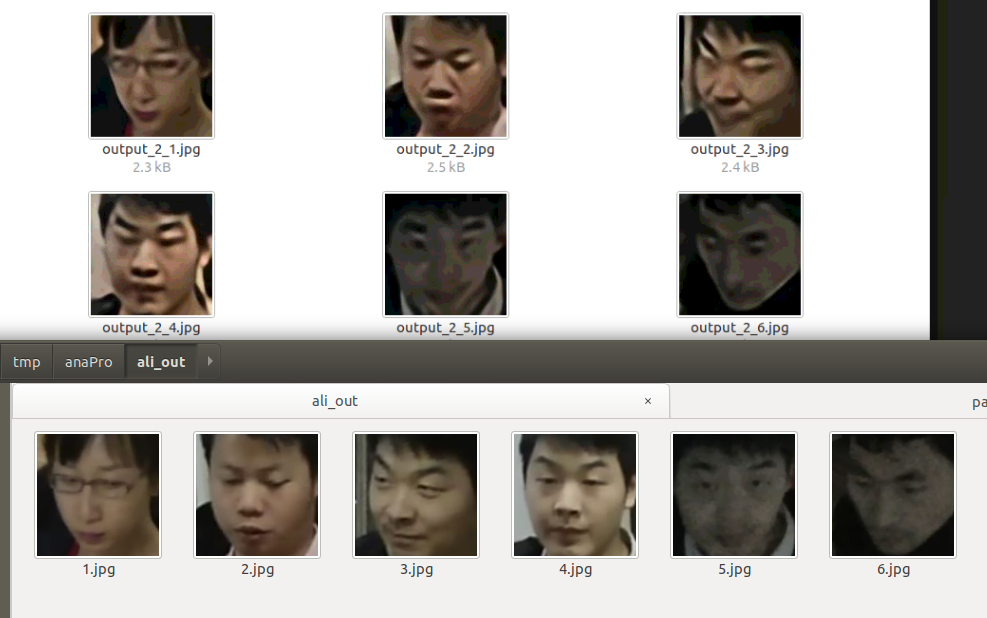 output_2_1.jpg
2.3 kB
output_2_2.jpg
2.5 kB
output_2_3.jpg
2.4 kB
output_2_4.jpg
output_2_5.jpg
output_2_6.jpg
tmp
anaPro
ali_out
ali_out
pa
1.jpg
2.jpg
3.jpg
4.jpg
5.jpg
6.jpg